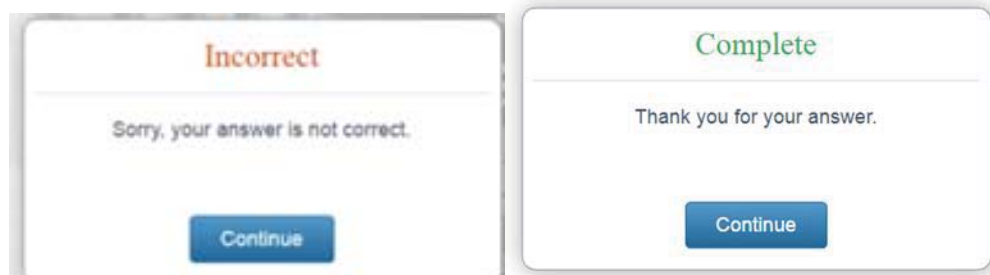 Incorrect
Sorry, your answer is not correct.
Continue
Complete
Thank you for your answer.
Continue